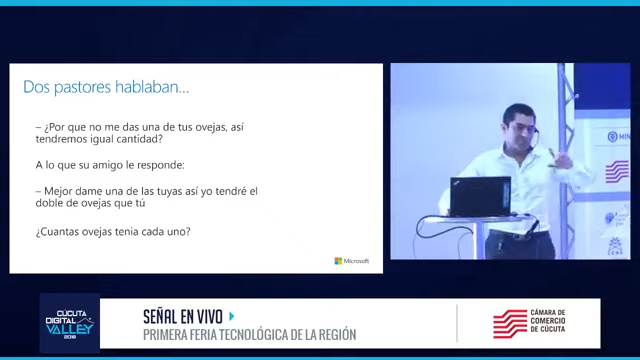 Dos pastores hablaban...
– ¿Por que no me das una de tus ovejas, así
tendremos igual cantidad?
A lo que su amigo le responde:
– Mejor dame una de las tuyas así yo tendré el
doble de ovejas que tú
¿Cuantas ovejas tenia cada uno?
Microsoft
MIN
CÚCUTA
DIGITAL
VALLEY
2018
SEÑAL EN VIVO
PRIMERA FERIA TECNOLÓGICA DE LA REGIÓN
CÁMARA DE
COMERCIO
DE CÚCUTA